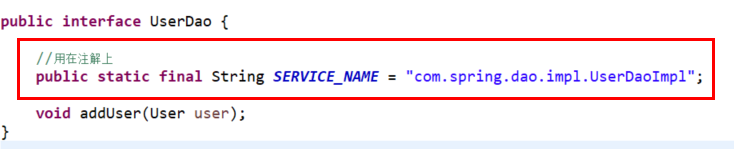 public interface UserDao {
//用在注解上
public static final String SERVICE_NAME = "com.spring.dao.impl.UserDaoImpl";
void addUser(User user);
}